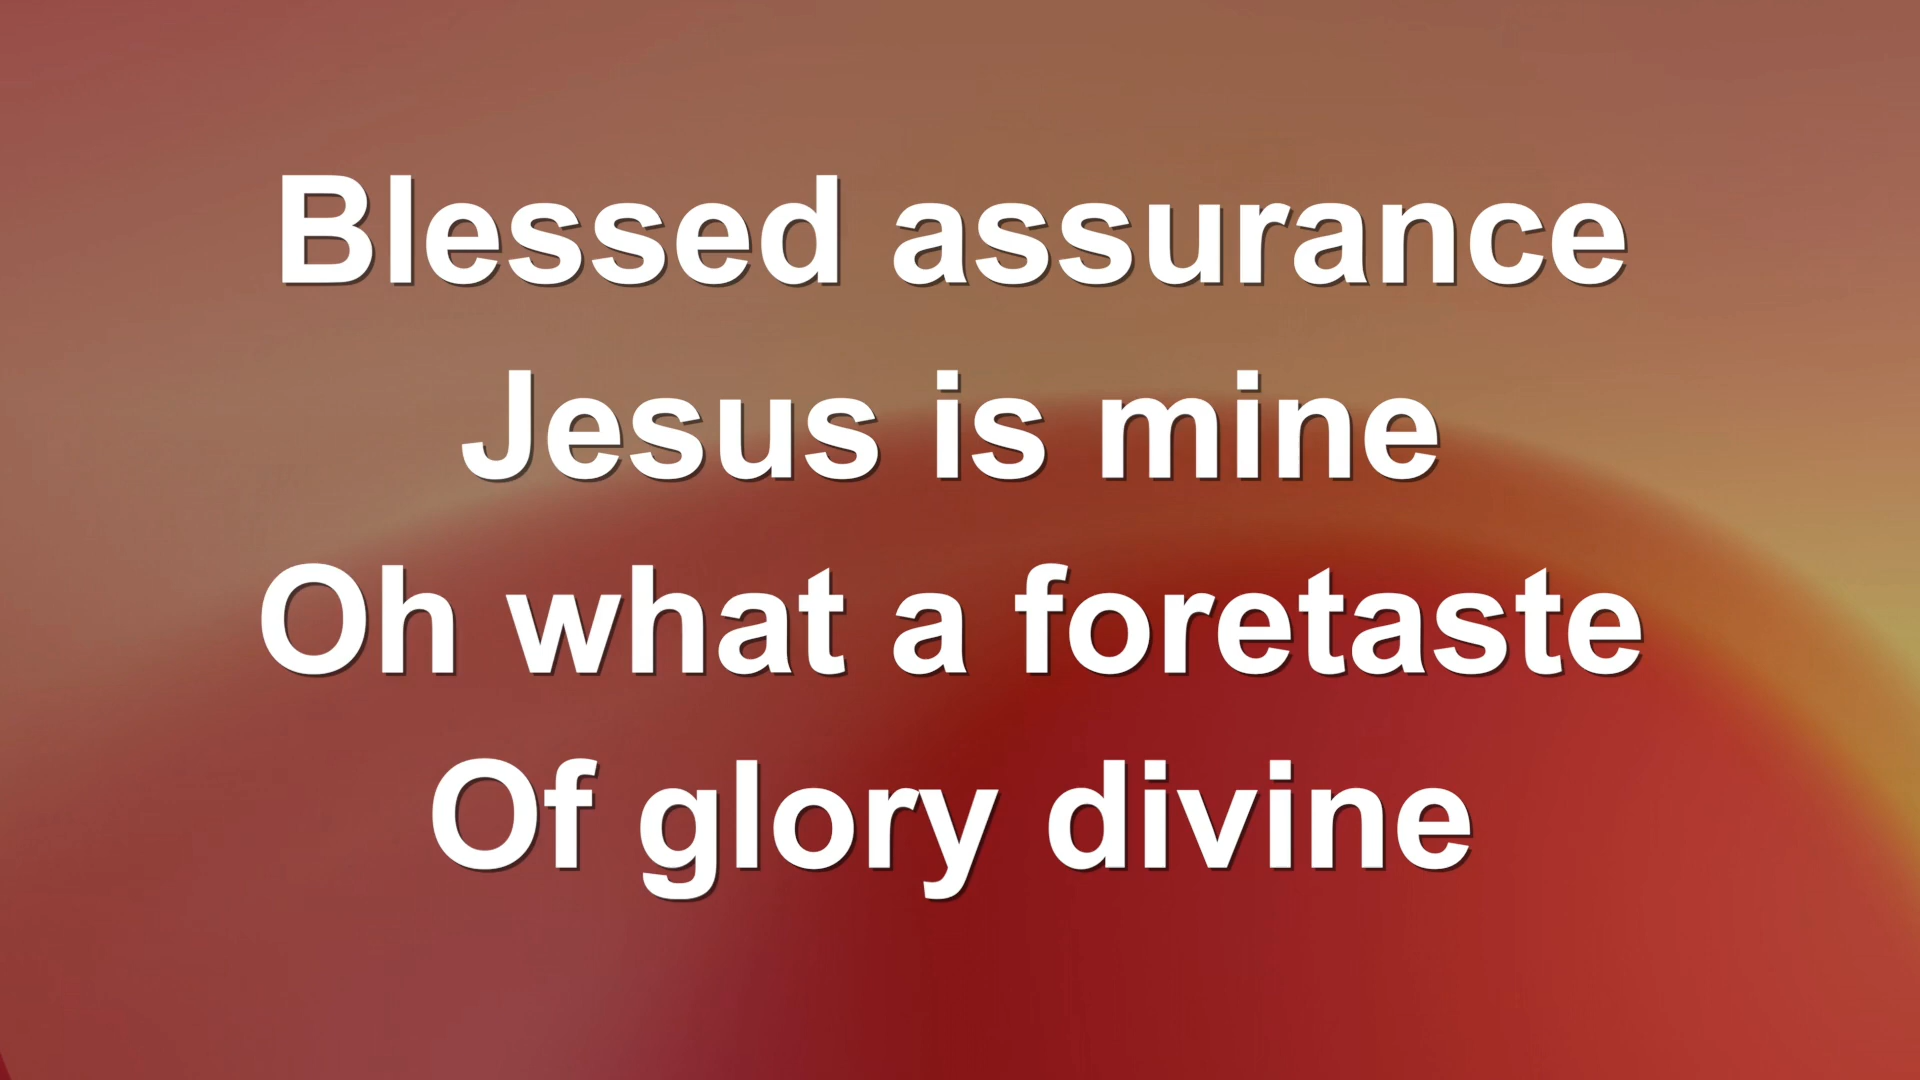 Blessed assurance
Jesus is mine
Oh what a foretaste
Of glory divine